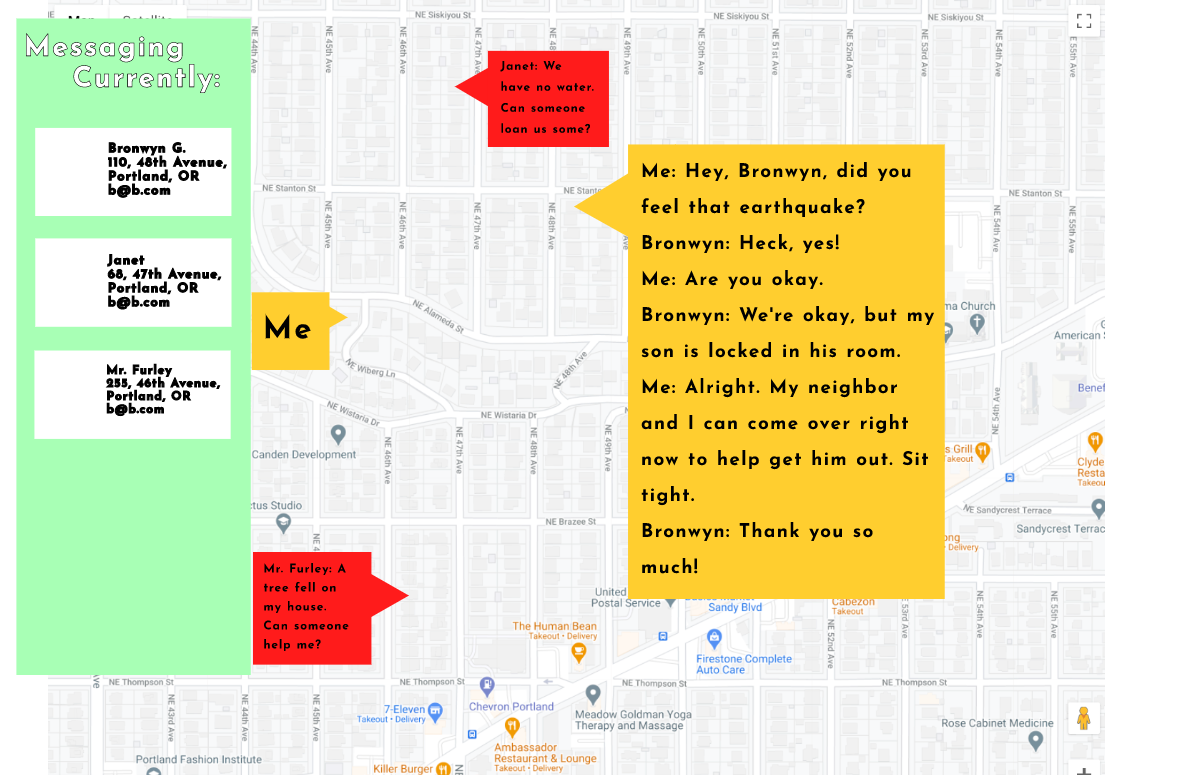 Messaging
Currently:
Bronwyn G.
110, 48th Avenue,
Portland, OR
b@b.com
Janet
68, 47th Avenue,
Portland, OR
b@b.com
Mr. Furley
255, 46th Avenue,
Portland, OR
b@b.com
Janet: We
have no water.
Can someone
loan us some?
Me: Hey, Bronwyn, did you
feel that earthquake?
Bronwyn: Heck, yes!
Me: Are you okay.
Bronwyn: We're okay, but my
son is locked in his room.
Me: Alright. My neighbor
and I can come over right
now to help get him out. Sit
tight.
Bronwyn: Thank you so
much!
Me
Mr. Furley: A
tree fell on
my house.
Can someone
help me?
NE Siskiyou St
NE Siskiyou St
NE Siskiyou St
NE Siskiyou St
44th Ave
NE 45th Ave
NE 46th Ave
NE 47th Ave
NE 48th
NE 49th Ave
NE 50th Ave
NE 51st Ave
NE 52nd Ave
NE 53rd Ave
NE 54th Ave
E 55th Ave
NE Stanton St
NE Stanton
NE Stanton St
NE 45th Ave
NE 46th Ave
NE 47th Ave
NE 48th Ave
NE 54th Ave
NE 55th Ave
NE Alameda St
NE Wiberg Ln
NE 48th Ave
NE Wistaria Dr
NE Wistaria Dr
ma Church
American
Benef
NE 54th Ave
Canden Development
NE 46th Ave
NE 47th Ave
NE 48th Ave
NE 49th Ave
s Grill
Takeout
Clyde
Resta
Takeou
ctus Studio
NE Brazee St
NE Sandycrest Terrace
Sandycrest Terrac
ong
Delivery
United
Postal Service
Sandy Blvd
Cabezon
Takeout
53rd Ave
NE 54th Ave
NE 55th Ave
NE 52nd Ave
The Human Bean
Takeout • Delivery
Firestone Complete
Auto Care
NE Thompson St
NE Thompson St
NE Thompson St
NE Thompson St
Ave
NE 43rd Ave
NE 44th Ave
NE 45th Ave
NE 54th Ave
7-Eleven
Takeout • Delivery
Chevron Portland
Meadow Goldman Yoga
Therapy and Massage
Rose Cabinet Medicine
Ambassador
Restaurant & Lounge
Takeout • Delivery
Portland Fashion Institute
Killer Burger
NE